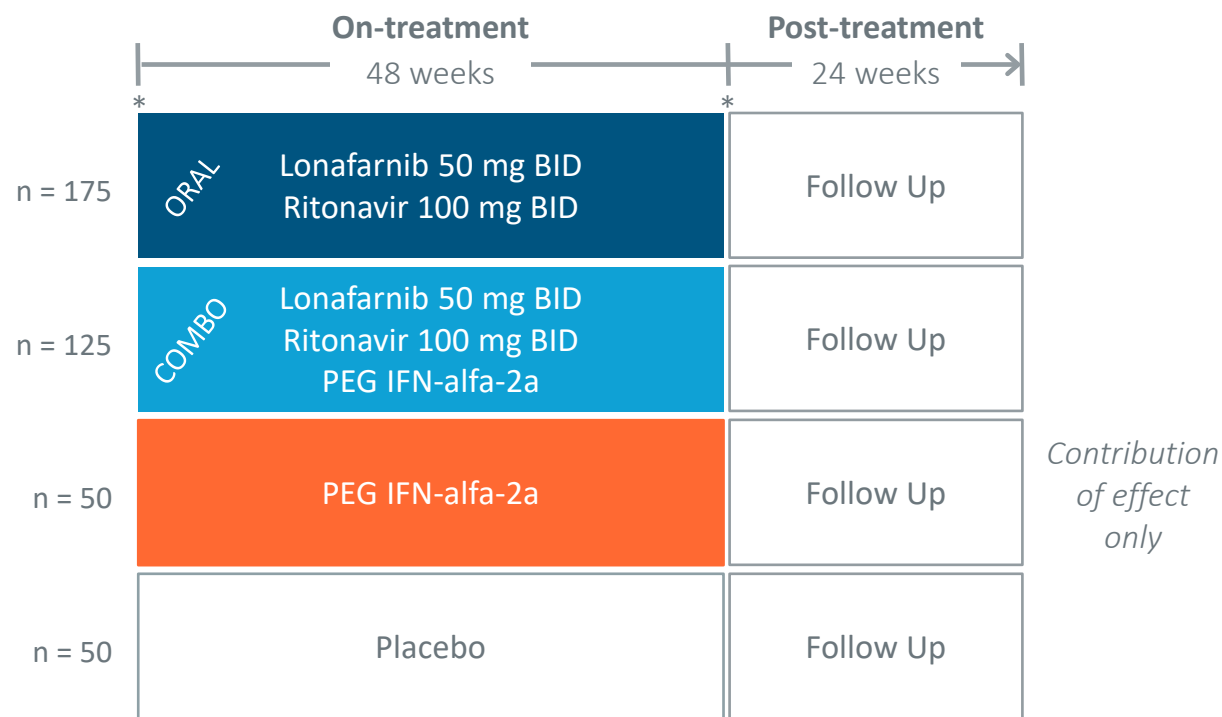 On-treatment
Post-treatment
48 weeks
24 weeks
*
*
n = 175
ORAL
Lonafarnib 50 mg BID
Ritonavir 100 mg BID
Follow Up
n = 125
COMBO
Lonafarnib 50 mg BID
Ritonavir 100 mg BID
PEG IFN-alfa-2a
Follow Up
n = 50
PEG IFN-alfa-2a
Follow Up
Contribution
of effect
only
n = 50
Placebo
Follow Up